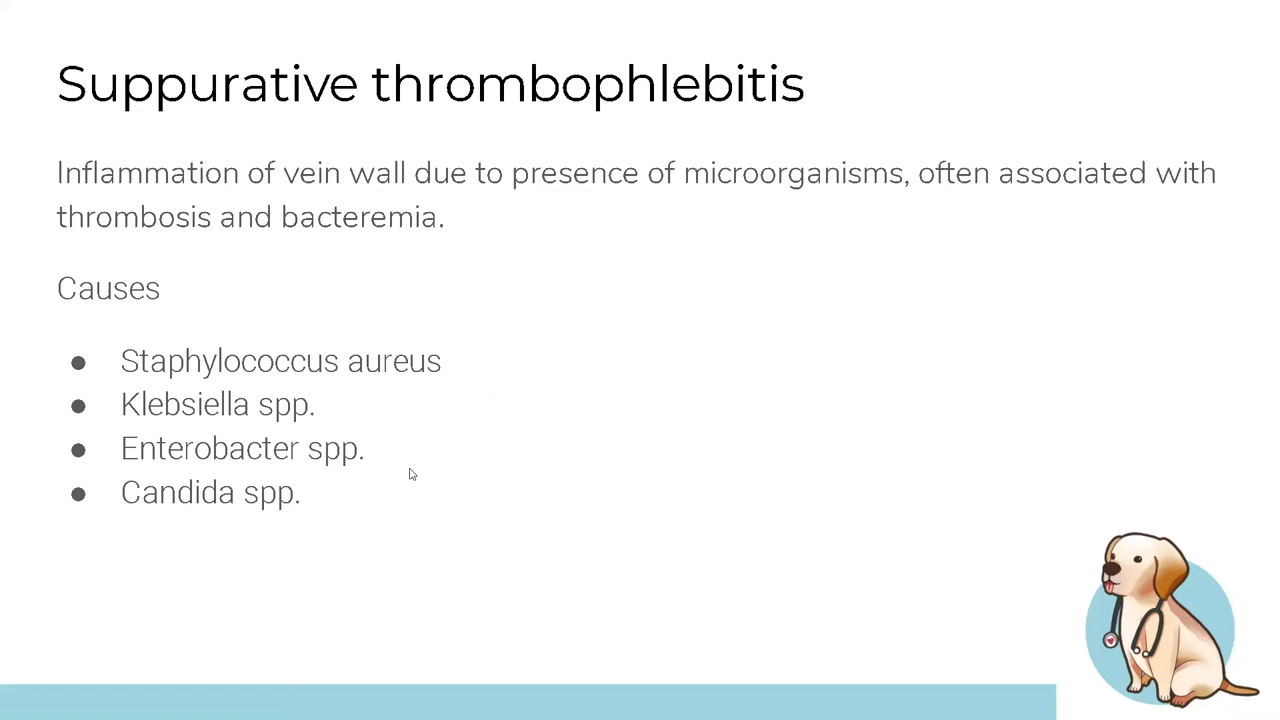 Suppurative thrombophlebitis
Inflammation of vein wall due to presence of microorganisms, often associated with
thrombosis and bacteremia.
Causes
● Staphylococcus aureus
● Klebsiella spp.
● Enterobacter spp.
● Candida spp.